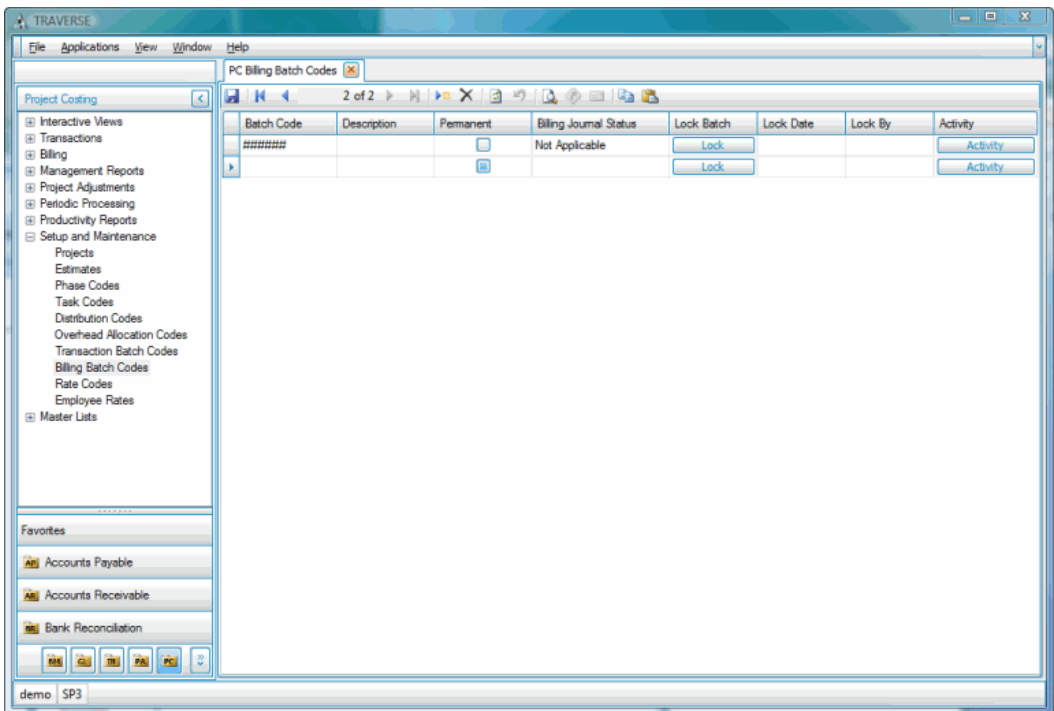 TRAVERSE
File Applications View Window Help
PC Billing Batch Codes
Project Costing
2 of 2
Interactive Views
Transactions
Billing
Management Reports
Project Adjustments
Periodic Processing
Productivity Reports
Setup and Maintenance
Projects
Estimates
Phase Codes
Task Codes
Distribution Codes
Overhead Allocation Codes
Transaction Batch Codes
Billing Batch Codes
Rate Codes
Employee Rates
Master Lists
Batch Code Description Permanent Billing Journal Status Lock Batch Lock Date Lock By Activity
###### Not Applicable Lock Activity
Lock Activity
Favorites
AP Accounts Payable
AR Accounts Receivable
BR Bank Reconciliation
GL PA PC
demo SP3